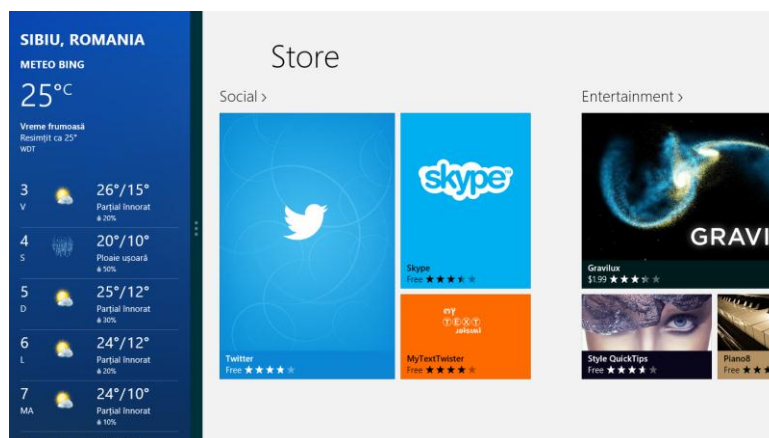 SIBIU, ROMANIA
METEO BING
25°C
Vreme frumoasă
Resimțit ca 25°
WDT
3
V
26°/15°
Parțial înnorat
20%
4
S
20°/10°
Ploaie ușoară
50%
5
D
25°/12°
Parțial înnorat
30%
6
L
24°/12°
Parțial înnorat
20%
7
MA
24°/10°
Parțial înnorat
10%
Store
Social >
Twitter
Free
skype
Skype
Free
my
TEXT
MyTextTwister
Free
Entertainment >
GRAVI
Gravilux
$1.99
Style QuickTips
Free
Piano8
Free